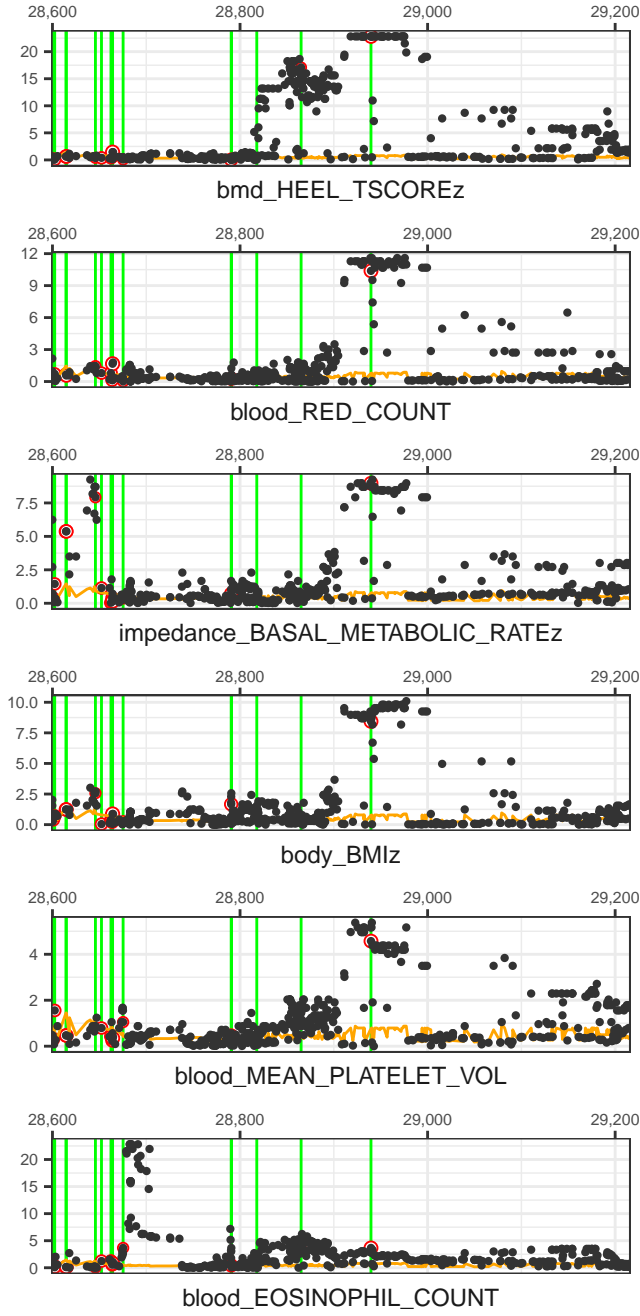 28,600 28,800 29,000 29,200
20
15
10
5
0
bmd_HEEL_TSCOREz
28,600 28,800 29,000 29,200
12
9
6
3
0
blood_RED_COUNT
28,600 28,800 29,000 29,200
7.5
5.0
2.5
0.0
impedance_BASAL_METABOLIC_RATEz
28,600 28,800 29,000 29,200
10.0
7.5
5.0
2.5
0.0
body_BMIz
28,600 28,800 29,000 29,200
4
2
0
blood_MEAN_PLATELET_VOL
28,600 28,800 29,000 29,200
20
15
10
5
0
blood_EOSINOPHIL_COUNT